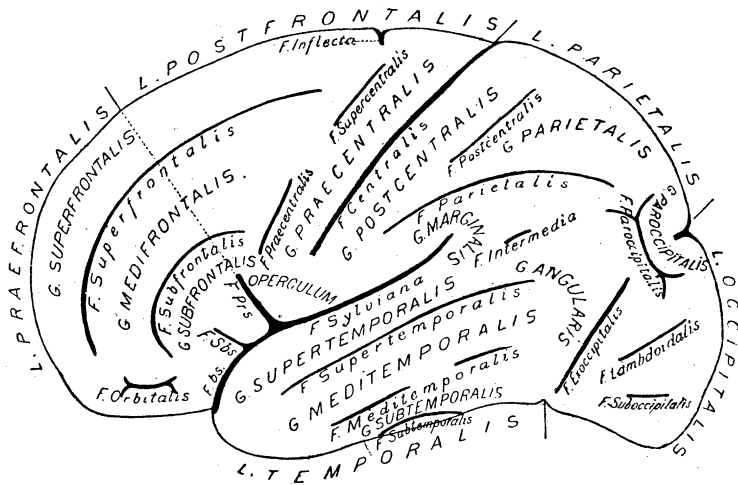 L. PRAEFRONTALIS
L. POSTFRONTALIS
L. PARIETALIS
L. OCCIPITALIS
L. TEMPORALIS
F. Inflecta
G. SUPERFRONTALIS
F. Superfrontalis
G. MEDIFRONTALIS.
F. Subfrontalis
G SUBFRONTALIS
F. Supercentralis
F. Praecentralis
G. PRAECENTRALIS
F. Centralis
G. POSTCENTRALIS
F. Postcentralis
G PARIETALIS
F. Parietalis
G. MARGINALIS
F. Intermedia
G. ANGULARIS
F. Paroccipitalis
G. PAROCCIPITALIS
OPERCULUM
F. Prs
F. Sbs
F. bs.
F. Orbitalis
F. Sylviana
G. SUPERTEMPORALIS
F. Supertemporalis
G MEDITEMPORALIS
F. Meditemporalis
G SUBTEMPORALIS
F. Subtemporalis
F. Exoccipitalis
F. Lambdoidalis
F. Suboccipitalis